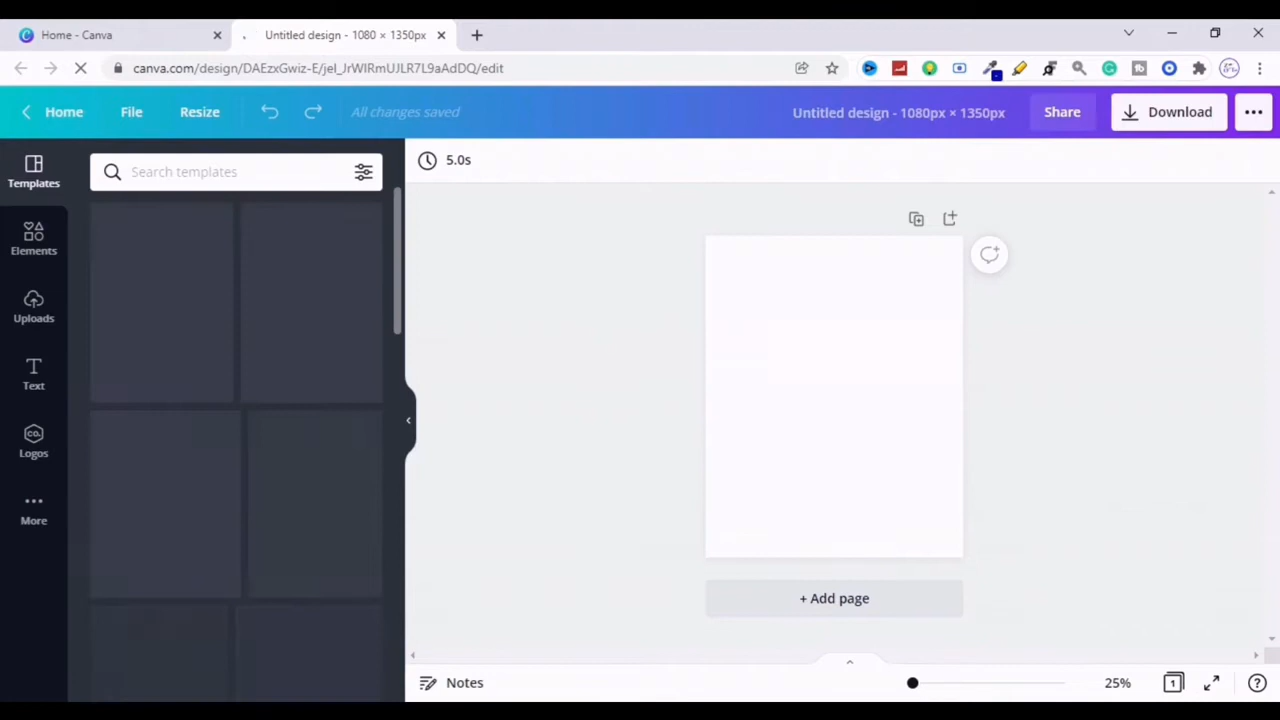 Home - Canva
Untitled design - 1080 × 1350px
canva.com/design/DAEzxGwiz-E/jel_JrWIRmUJLR7L9aAdDQ/edit
Home
File
Resize
All changes saved
Untitled design - 1080px × 1350px
Share
Download
Templates
Search templates
5.0s
Elements
Uploads
Text
CO.
Logos
More
+ Add page
Notes
25%
1